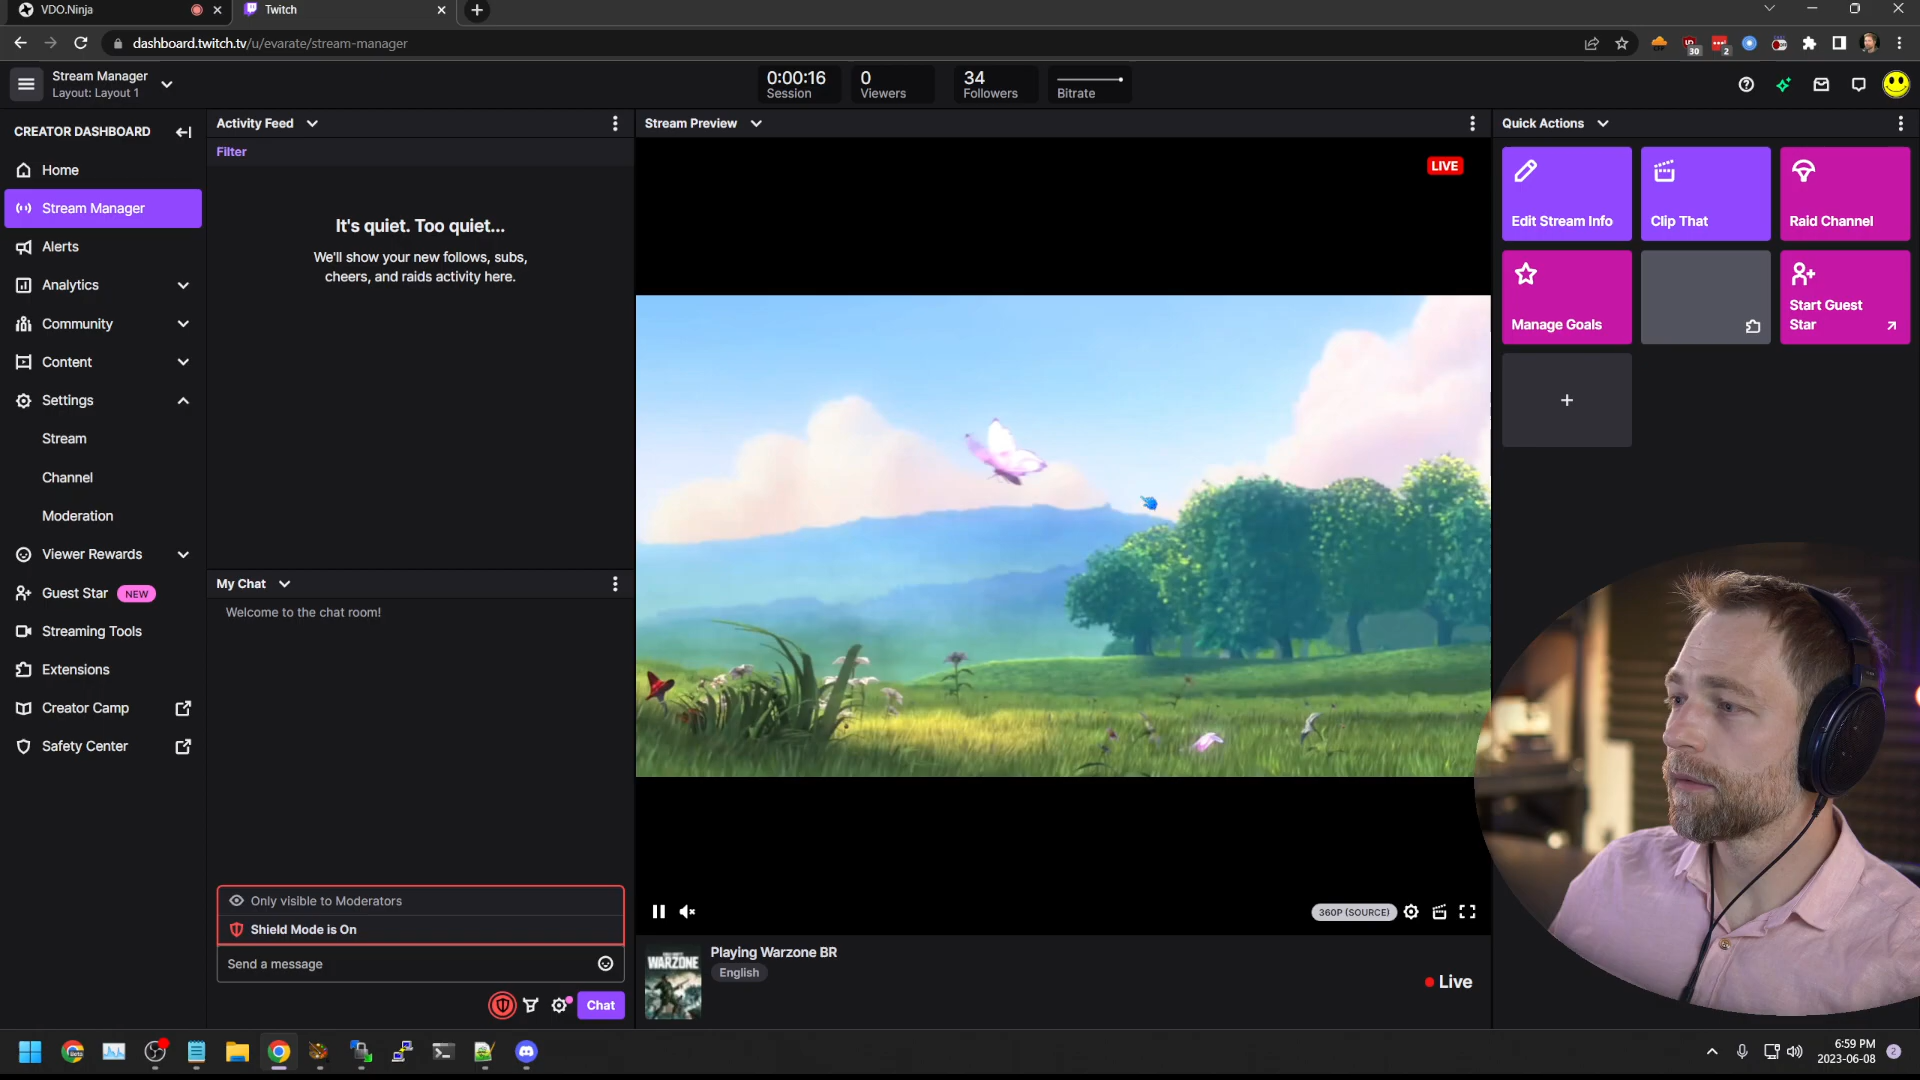 VDO.Ninja
Twitch
dashboard.twitch.tv/u/evarate/stream-manager
30
2
Stream Manager
Layout: Layout 1
0:00:16
Session
0
Viewers
34
Followers
Bitrate
CREATOR DASHBOARD
Home
Stream Manager
Alerts
Analytics
Community
Content
Settings
Stream
Channel
Moderation
Viewer Rewards
Guest Star NEW
Streaming Tools
Extensions
Creator Camp
Safety Center
Activity Feed
Filter
It's quiet. Too quiet...
We'll show your new follows, subs,
cheers, and raids activity here.
My Chat
Welcome to the chat room!
Only visible to Moderators
Shield Mode is On
Send a message
Chat
Stream Preview
LIVE
360P (SOURCE)
WARZONE
Playing Warzone BR
English
Live
Quick Actions
Edit Stream Info
Clip That
Raid Channel
Manage Goals
Start Guest
Star
+
6:59 PM
2023-06-08
2